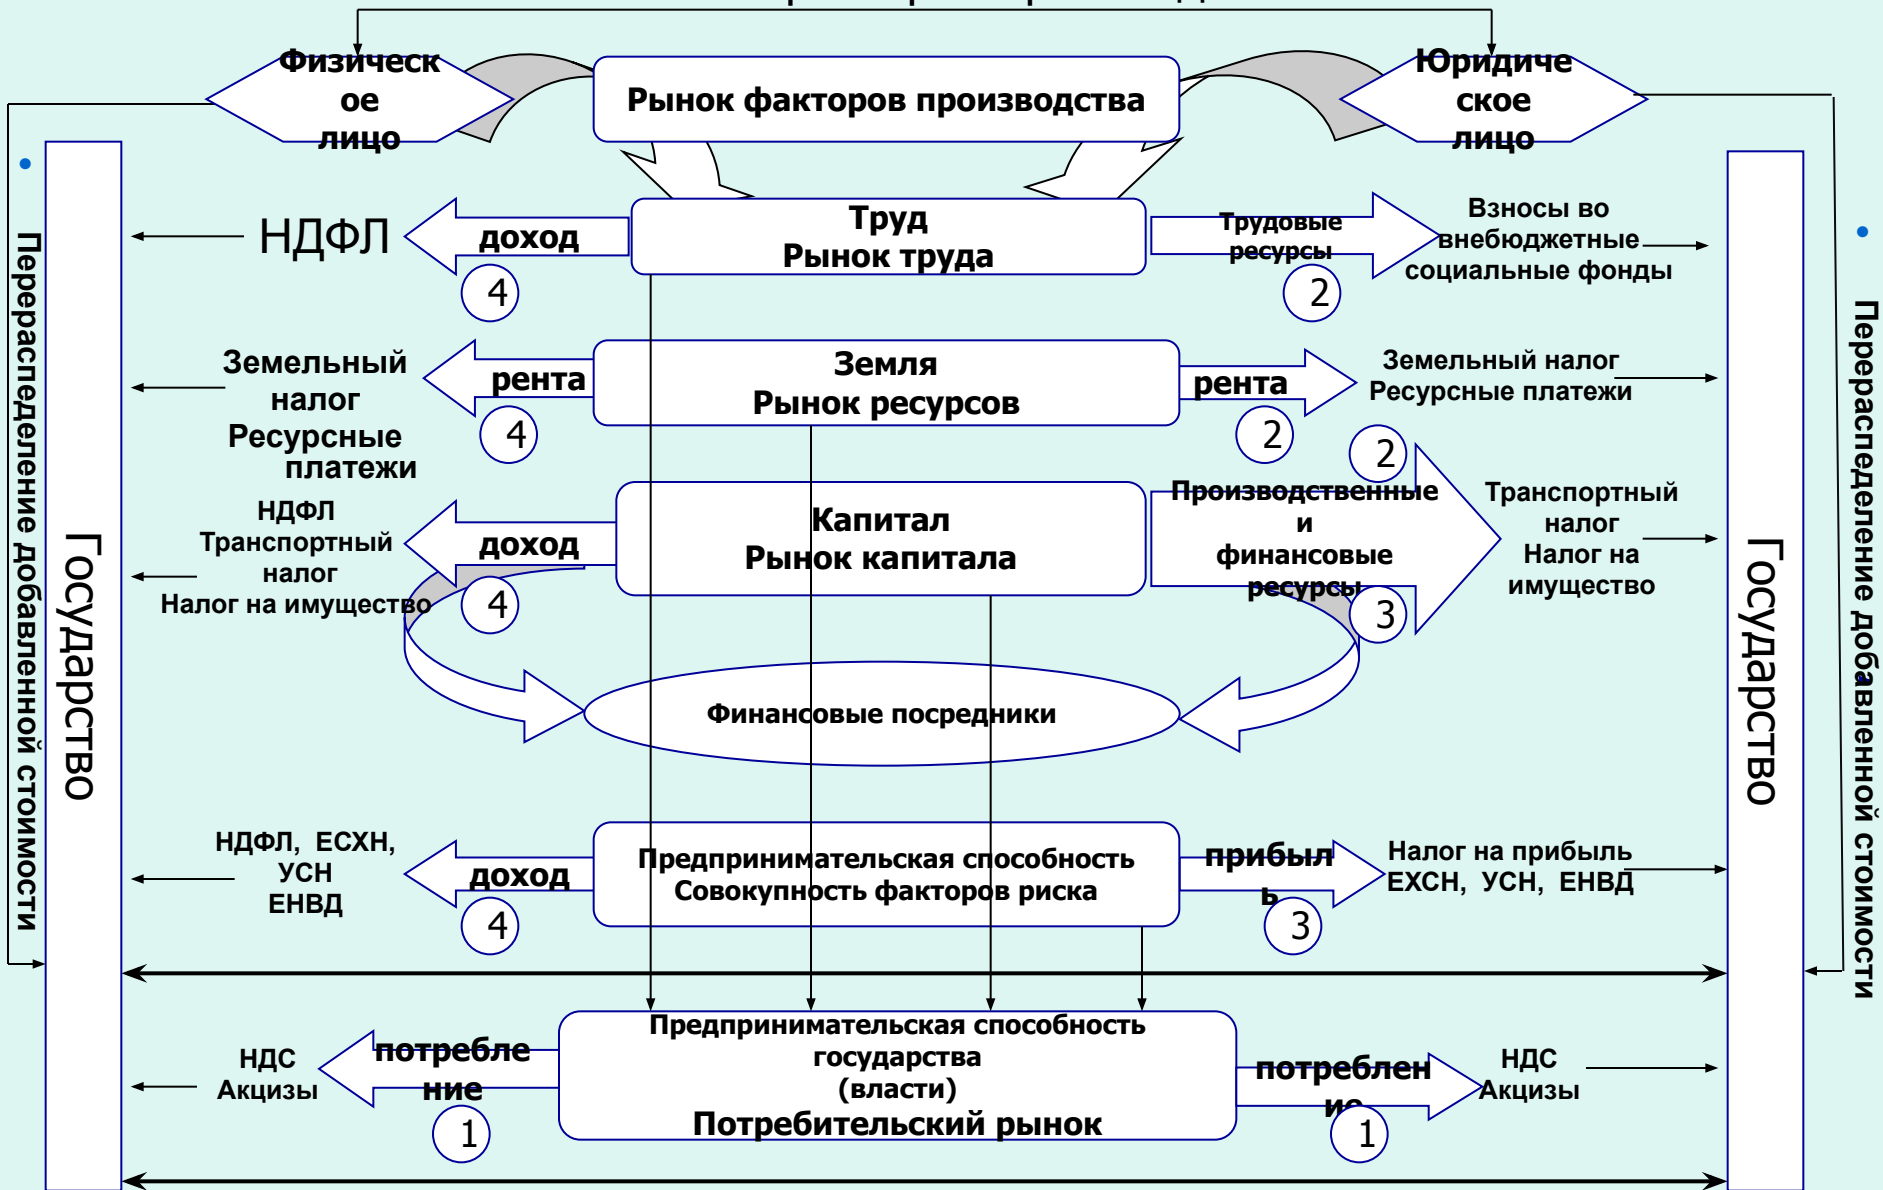 Физическ
ое
лицо
Рынок факторов производства
Юридиче
ское
лицо
• Перераспеделение добавленной стоимости
Государство
НДФЛ
доход
4
Труд
Рынок труда
Трудовые
ресурсы
2
Взносы во
внебюджетные
социальные фонды
Земельный
налог
Ресурсные
платежи
рента
4
Земля
Рынок ресурсов
рента
2
Земельный налог
Ресурсные платежи
НДФЛ
Транспортный
налог
Налог на имущество
доход
4
Капитал
Рынок капитала
2
Производственные
и
финансовые
ресурсы
3
Транспортный
налог
Налог на
имущество
Финансовые посредники
НДФЛ, ЕСХН,
УСН
ЕНВД
доход
4
Предпринимательская способность
Совокупность факторов риска
прибыл
ь
3
Налог на прибыль
ЕХСН, УСН, ЕНВД
НДС
Акцизы
потребле
ние
1
Предпринимательская способность
государства
(власти)
Потребительский рынок
потреблен
ие
1
НДС
Акцизы
Государство
• Перераспеделение добавленной стоимости